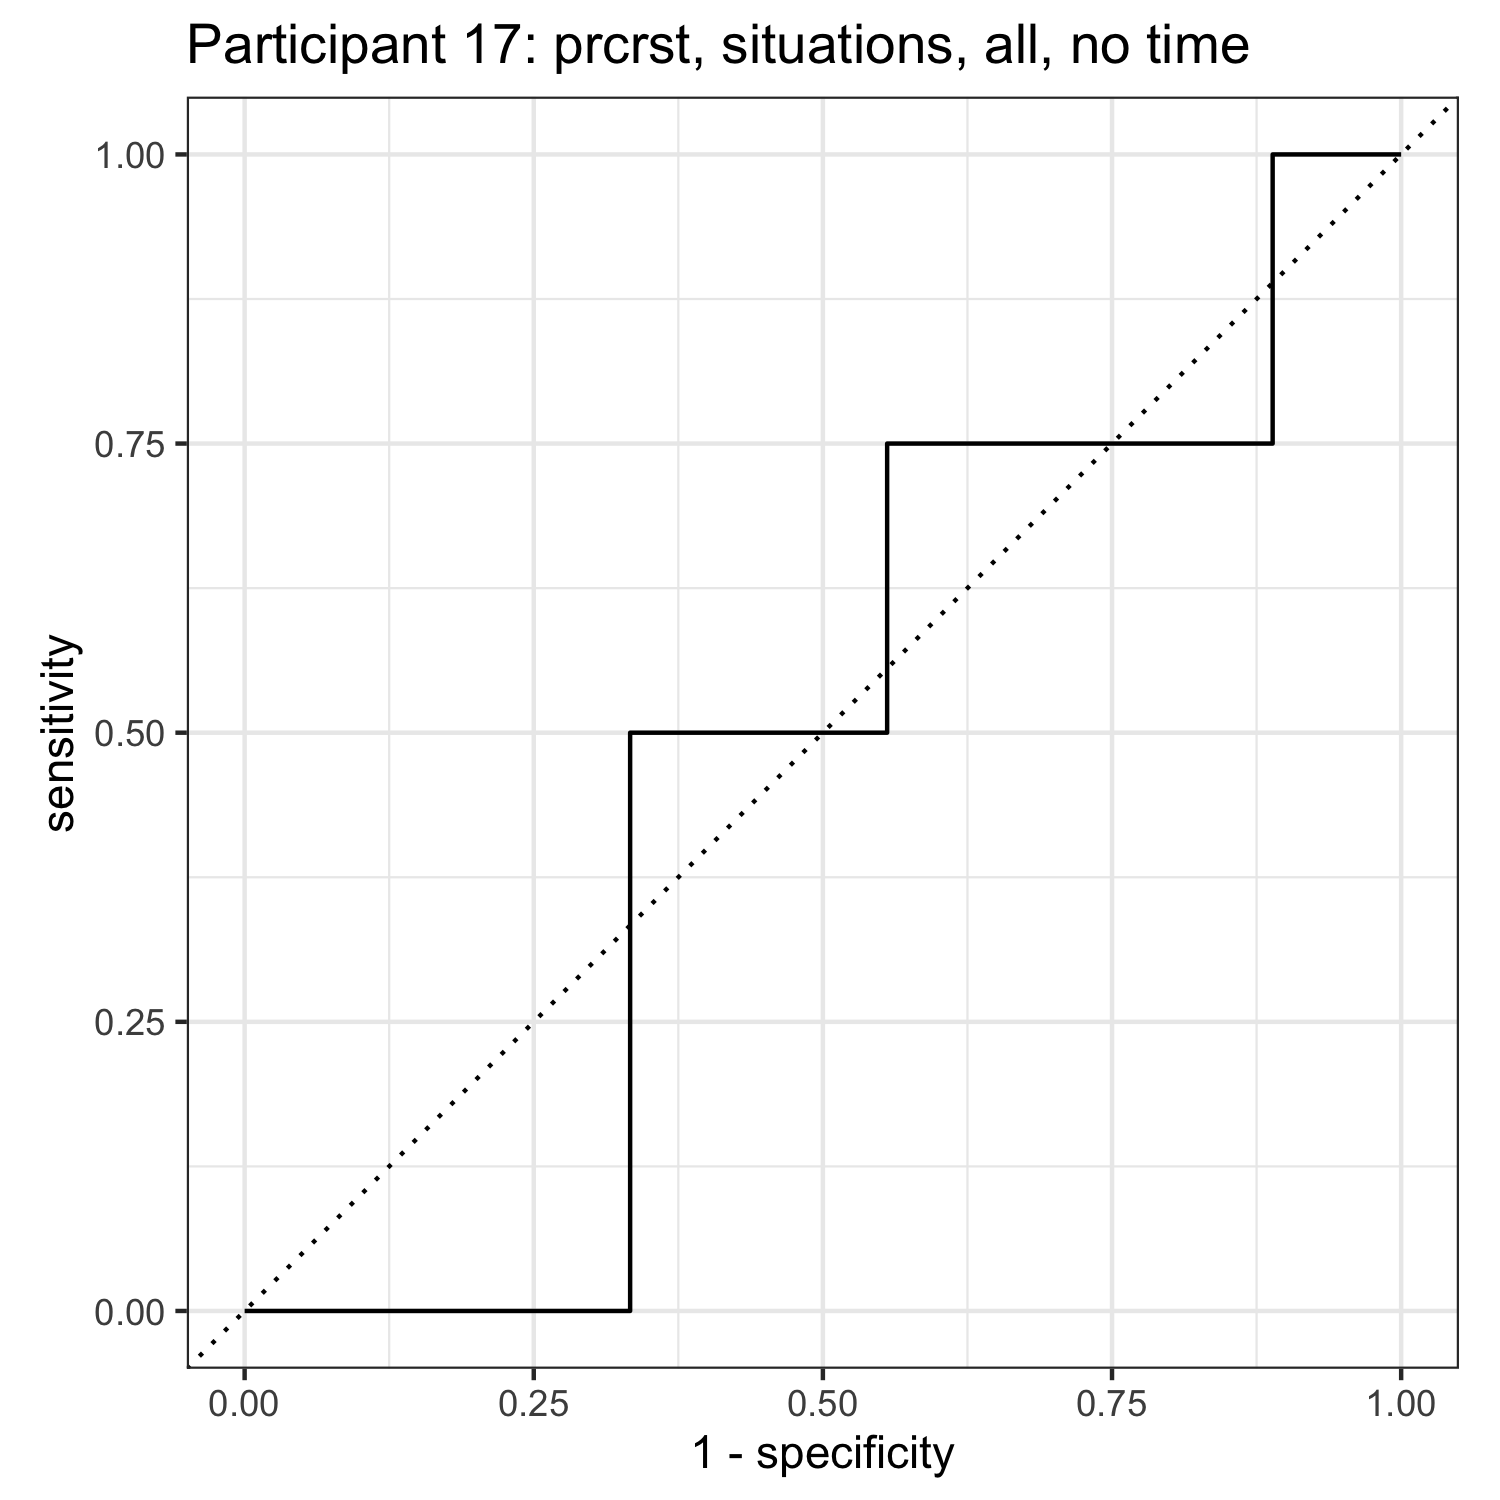 Participant 17: prcrst, situations, all, no time
1.00
0.75
0.50
0.25
0.00
sensitivity
0.00 0.25 0.50 0.75 1.00
1 - specificity